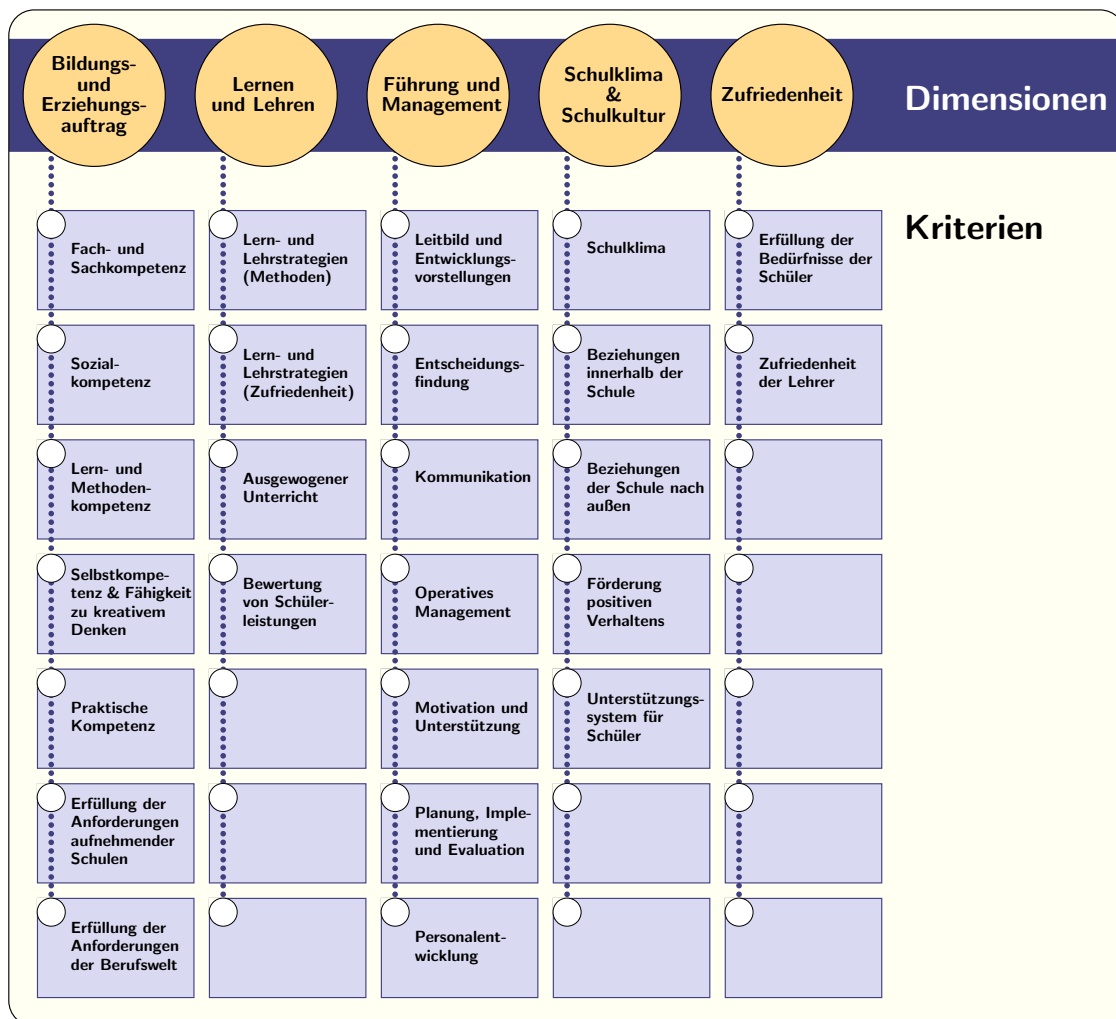 Bildungs-
und
Erziehungs-
auftrag
Lernen
und Lehren
Führung und
Management
Schulklima
&
Schulkultur
Zufriedenheit
Dimensionen
Kriterien
Fach- und
Sachkompetenz
Lern- und
Lehrstrategien
(Methoden)
Leitbild und
Entwicklungs-
vorstellungen
Schulklima
Erfüllung der
Bedürfnisse der
Schüler
Sozial-
kompetenz
Lern- und
Lehrstrategien
(Zufriedenheit)
Entscheidungs-
findung
Beziehungen
innerhalb der
Schule
Zufriedenheit
der Lehrer
Lern- und
Methoden-
kompetenz
Ausgewogener
Unterricht
Kommunikation
Beziehungen
der Schule nach
außen
Selbstkompe-
tenz & Fähigkeit
zu kreativem
Denken
Bewertung
von Schüler-
leistungen
Operatives
Management
Förderung
positiven
Verhaltens
Praktische
Kompetenz
Motivation und
Unterstützung
Unterstützungs-
system für
Schüler
Erfüllung der
Anforderungen
aufnehmender
Schulen
Planung, Imple-
mentierung
und Evaluation
Erfüllung der
Anforderungen
der Berufswelt
Personalent-
wicklung